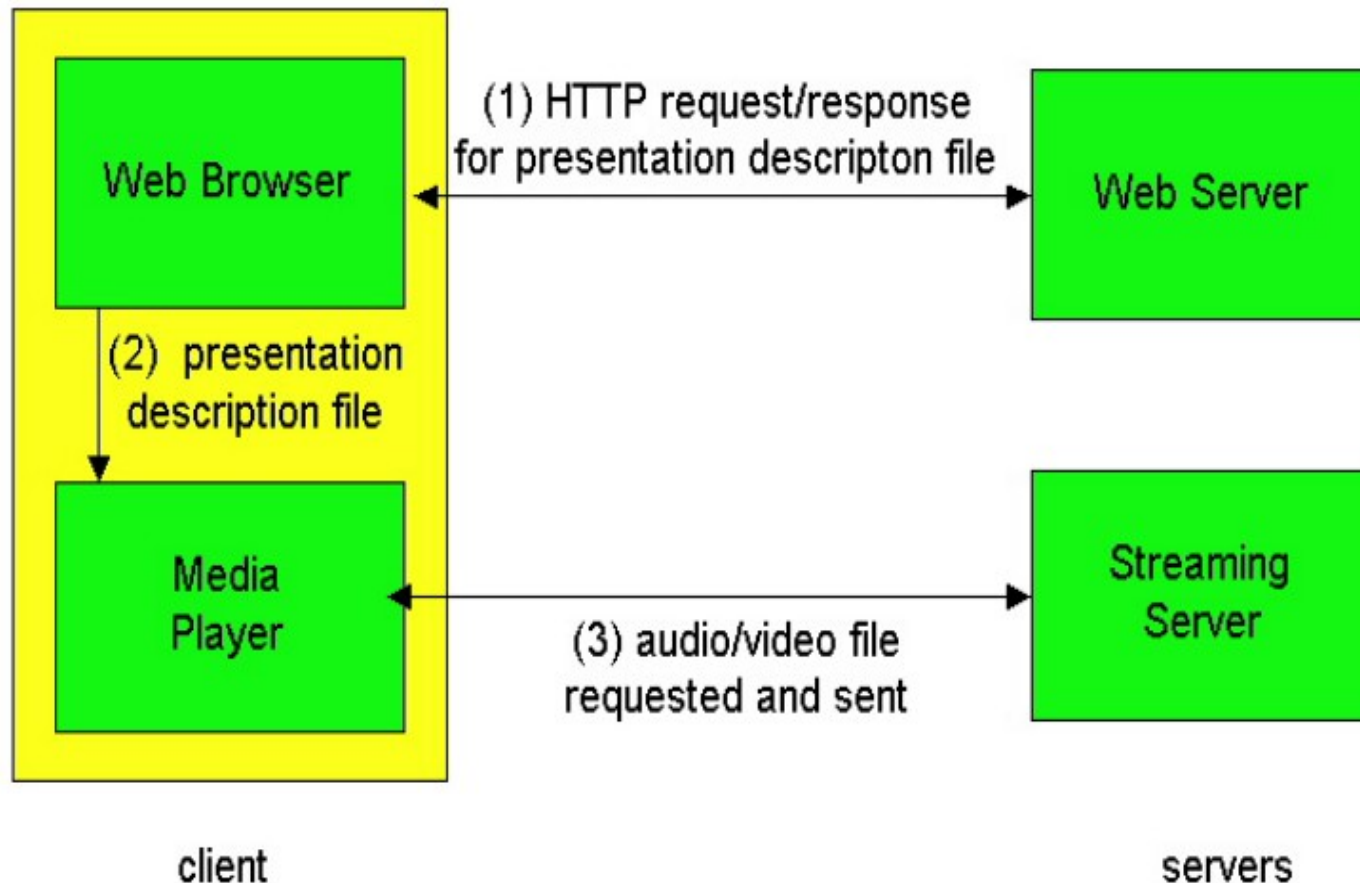 Web Browser
(1) HTTP request/response
for presentation descripton file
Web Server
(2) presentation
description file
Media
Player
(3) audio/video file
requested and sent
Streaming
Server
client
servers